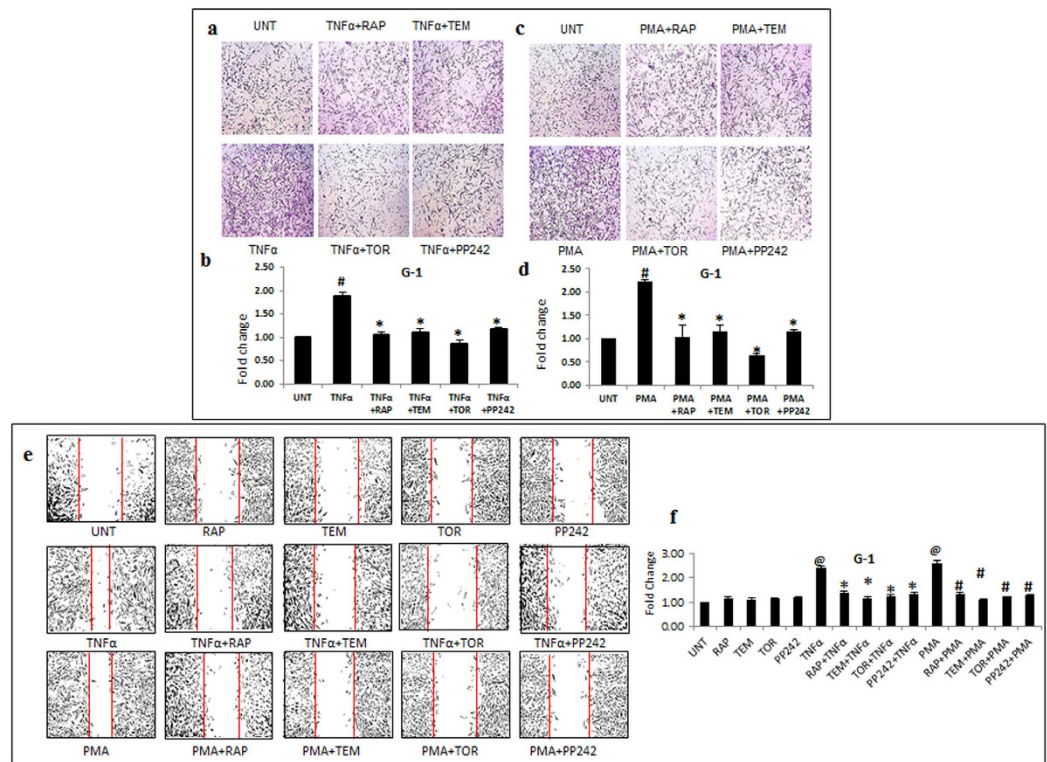 a
UNT TNFα+RAP TNFα+TEM
TNFα TNFα+TOR TNFα+PP242
b
G-1
Fold change
2.50
2.00
1.50
1.00
0.50
0.00
#
*
*
*
*
UNT TNFα TNFα +RAP TNFα +TEM TNFα +TOR TNFα +PP242
c
UNT PMA+RAP PMA+TEM
PMA PMA+TOR PMA+PP242
d
G-1
Fold change
2.50
2.00
1.50
1.00
0.50
0.00
#
*
*
*
*
UNT PMA PMA +RAP PMA +TEM PMA +TOR PMA +PP242
e
UNT RAP TEM TOR PP242
TNFα TNFα+RAP TNFα+TEM TNFα+TOR TNFα+PP242
PMA PMA+RAP PMA+TEM PMA+TOR PMA+PP242
f
G-1
Fold Change
3.00
2.00
1.00
0.00
@
*
*
*
*
@
#
#
#
#
UNT
RAP
TEM
TOR
PP242
TNFα
RAP+TNFα
TEM+TNFα
TOR+TNFα
PP242+TNFα
PMA
RAP+PMA
TEM+PMA
TOR+PMA
PP242+PMA